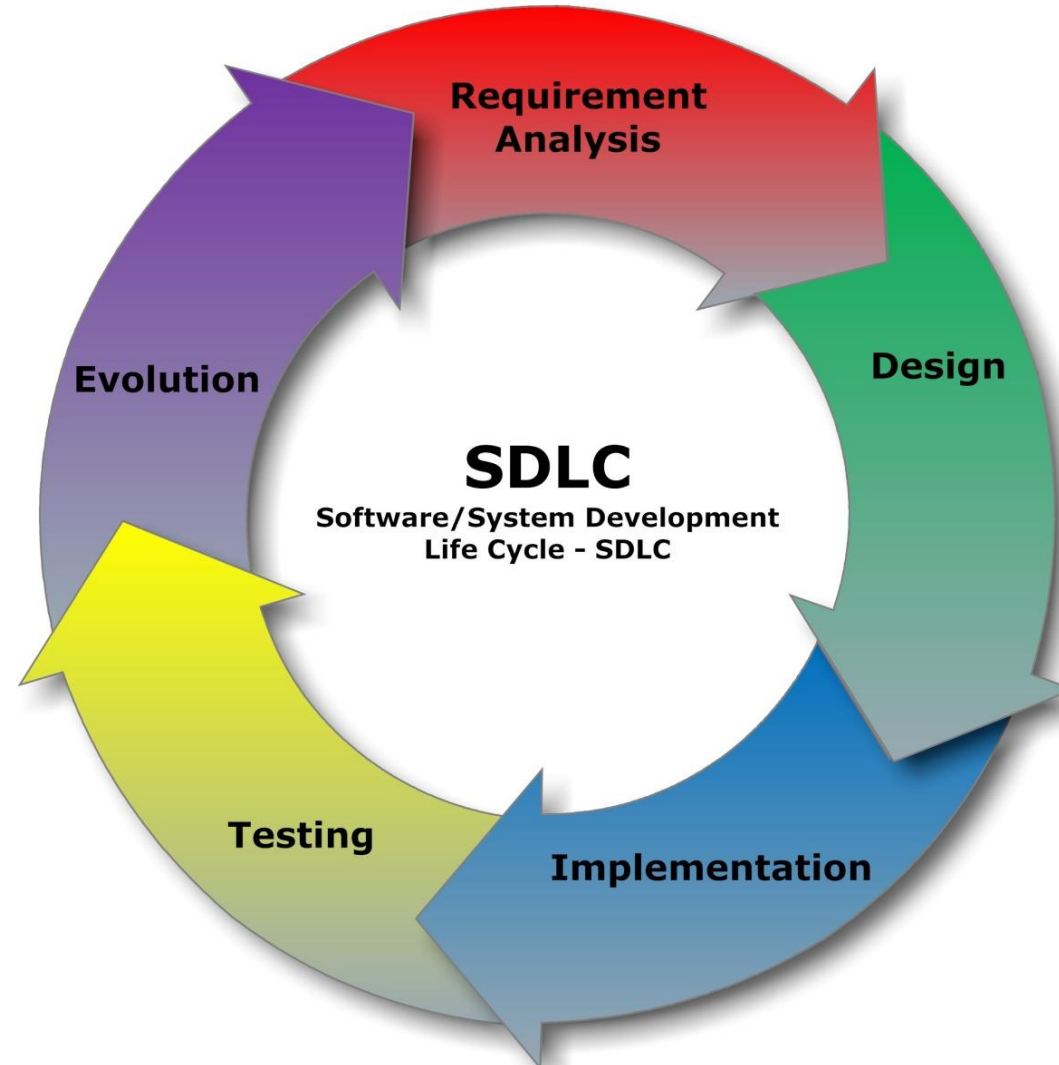 Requirement
Analysis
Design
Evolution
SDLC
Software/System Development
Life Cycle - SDLC
Testing
Implementation